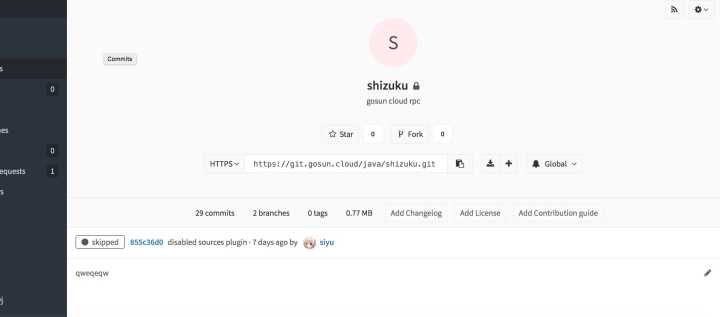 s
0
Commits
S
shizuku
gosun cloud rpc
nes
Star 0 Fork 0
0
equests 1
HTTPS https://git.gosun.cloud/java/shizuku.git Global
s
29 commits 2 branches 0 tags 0.77 MB Add Changelog Add License Add Contribution guide
skipped 855c36d0 disabled sources plugin · 7 days ago by siyu
qweqeqw